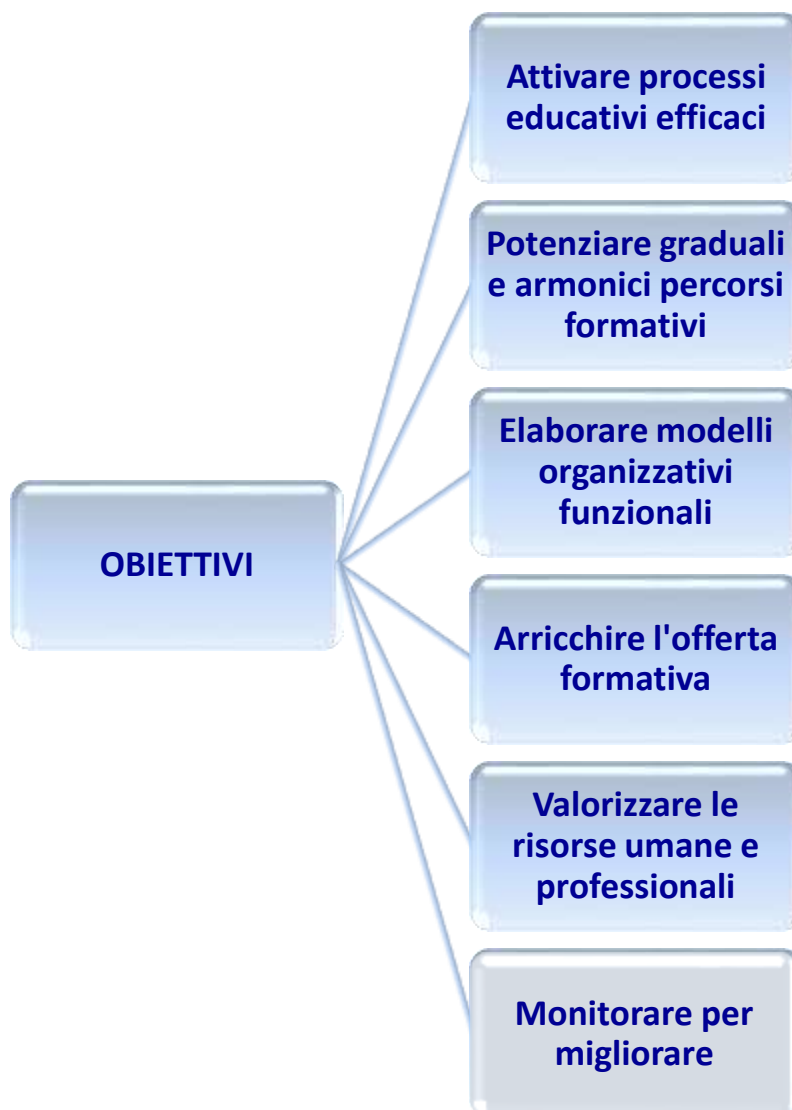 OBIETTIVI
Attivare processi
educativi efficaci
Potenziare graduali
e armonici percorsi
formativi
Elaborare modelli
organizzativi
funzionali
Arricchire l'offerta
formativa
Valorizzare le
risorse umane e
professionali
Monitorare per
migliorare